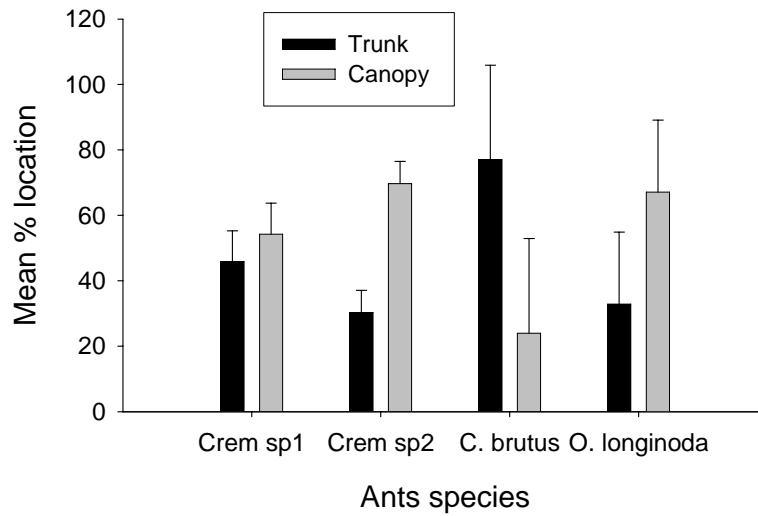 120
100
80
60
40
20
0
Mean % location
Trunk
Canopy
Crem sp1 Crem sp2 C. brutus O. longinoda
Ants species